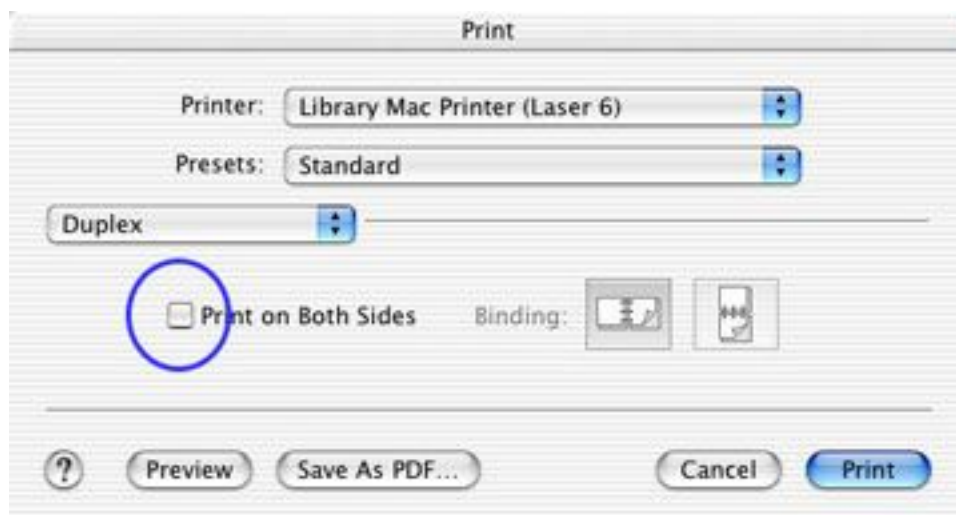 Print
Printer: Library Mac Printer (Laser 6)
Presets: Standard
Duplex
Print on Both Sides Binding:
? Preview Save As PDF... Cancel Print